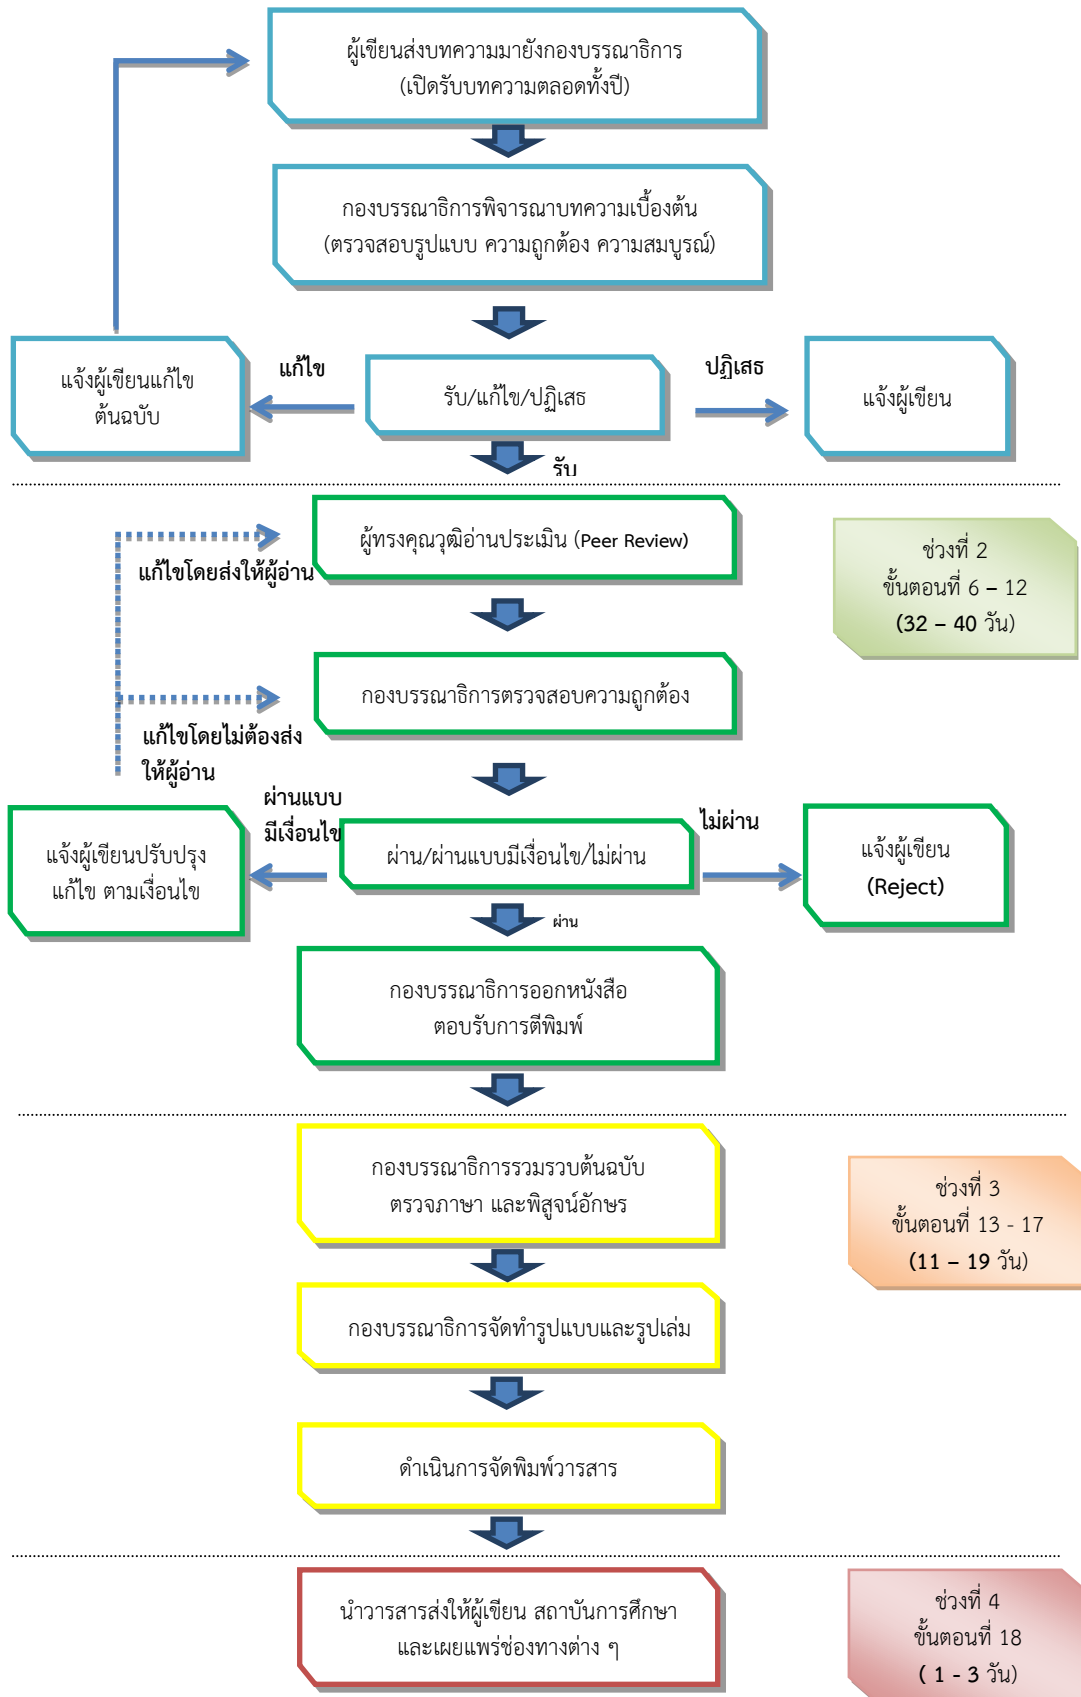 ผู้เขียนส่งบทความมายังกองบรรณาธิการ
(เปิดรับบทความตลอดทั้งปี)
กองบรรณาธิการพิจารณาบทความเบื้องต้น
(ตรวจสอบรูปแบบ ความถูกต้อง ความสมบูรณ์)
แจ้งผู้เขียนแก้ไข
ต้นฉบับ
แก้ไข
รับ/แก้ไข/ปฏิเสธ
ปฏิเสธ
แจ้งผู้เขียน
รับ
ผู้ทรงคุณวุฒิอ่านประเมิน (Peer Review)
แก้ไขโดยส่งให้ผู้อ่าน
ช่วงที่ 2
ขั้นตอนที่ 6 – 12
(32 – 40 วัน)
กองบรรณาธิการตรวจสอบความถูกต้อง
แก้ไขโดยไม่ต้องส่ง
ให้ผู้อ่าน
ผ่านแบบ
มีเงื่อนไข
แจ้งผู้เขียนปรับปรุง
แก้ไข ตามเงื่อนไข
ผ่าน/ผ่านแบบมีเงื่อนไข/ไม่ผ่าน
ไม่ผ่าน
แจ้งผู้เขียน
(Reject)
ผ่าน
กองบรรณาธิการออกหนังสือ
ตอบรับการตีพิมพ์
กองบรรณาธิการรวมรวบต้นฉบับ
ตรวจภาษา และพิสูจน์อักษร
ช่วงที่ 3
ขั้นตอนที่ 13 - 17
(11 – 19 วัน)
กองบรรณาธิการจัดทำรูปแบบและรูปเล่ม
ดำเนินการจัดพิมพ์วารสาร
นำวารสารส่งให้ผู้เขียน สถาบันการศึกษา
และเผยแพร่ช่องทางต่าง ๆ
ช่วงที่ 4
ขั้นตอนที่ 18
( 1 - 3 วัน)